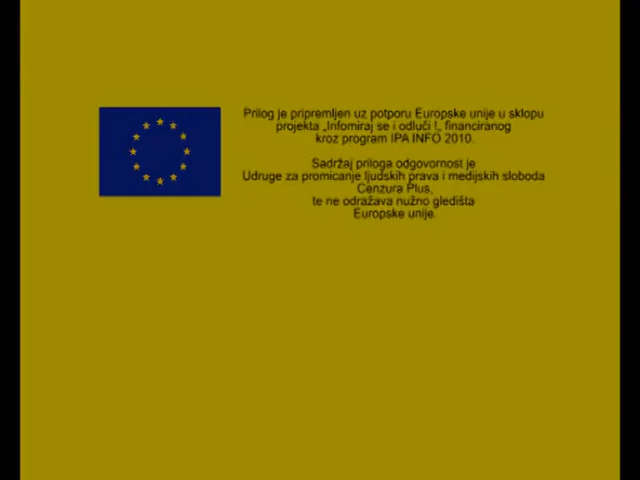 Prilog je pripremljen uz potporu Europske unije u sklopu
projekta „Infomiraj se i odluči !„ financiranog
kroz program IPA INFO 2010.
Sadržaj priloga odgovornost je
Udruge za promicanje ljudskih prava i medijskih sloboda
Cenzura Plus,
te ne odražava nužno gledišta
Europske unije.